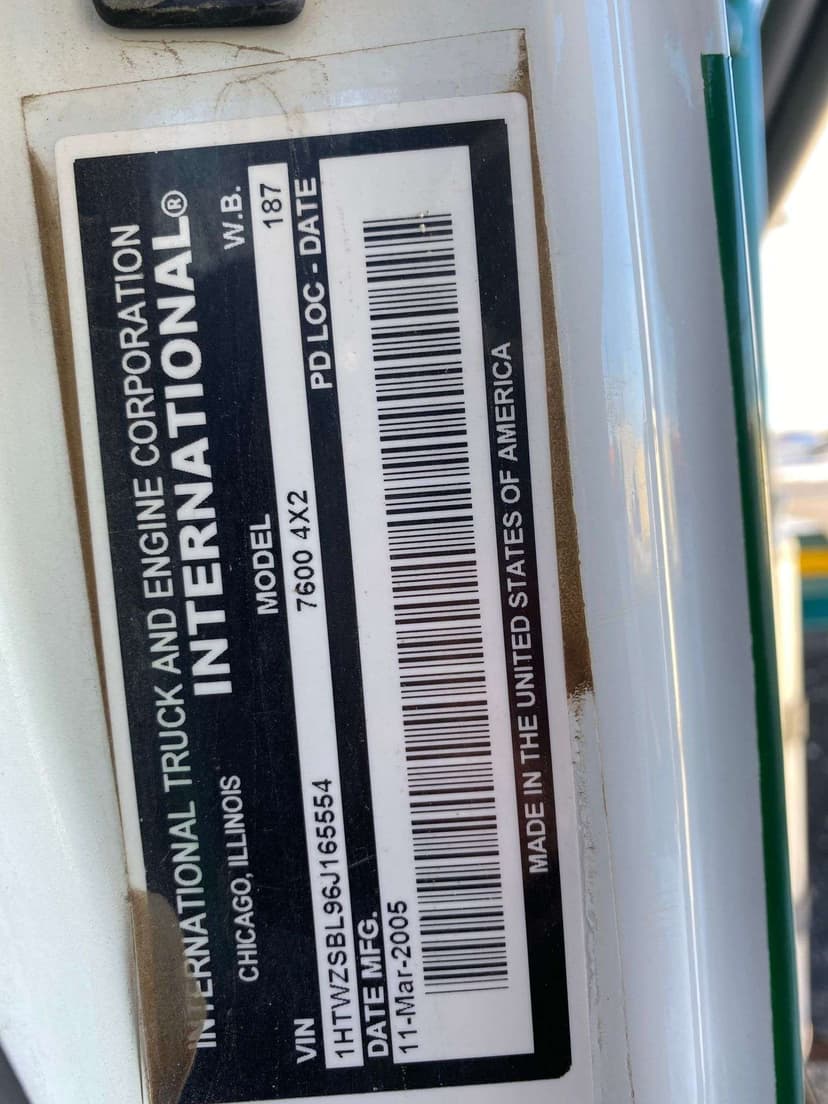 INTERNATIONAL TRUCK AND ENGINE CORPORATION
INTERNATIONAL®
CHICAGO, ILLINOIS
W.B.
VIN MODEL
1HTWZSBL96J165554 7600 4X2 187
DATE MFG. PD LOC - DATE
11-Mar-2005
MADE IN THE UNITED STATES OF AMERICA